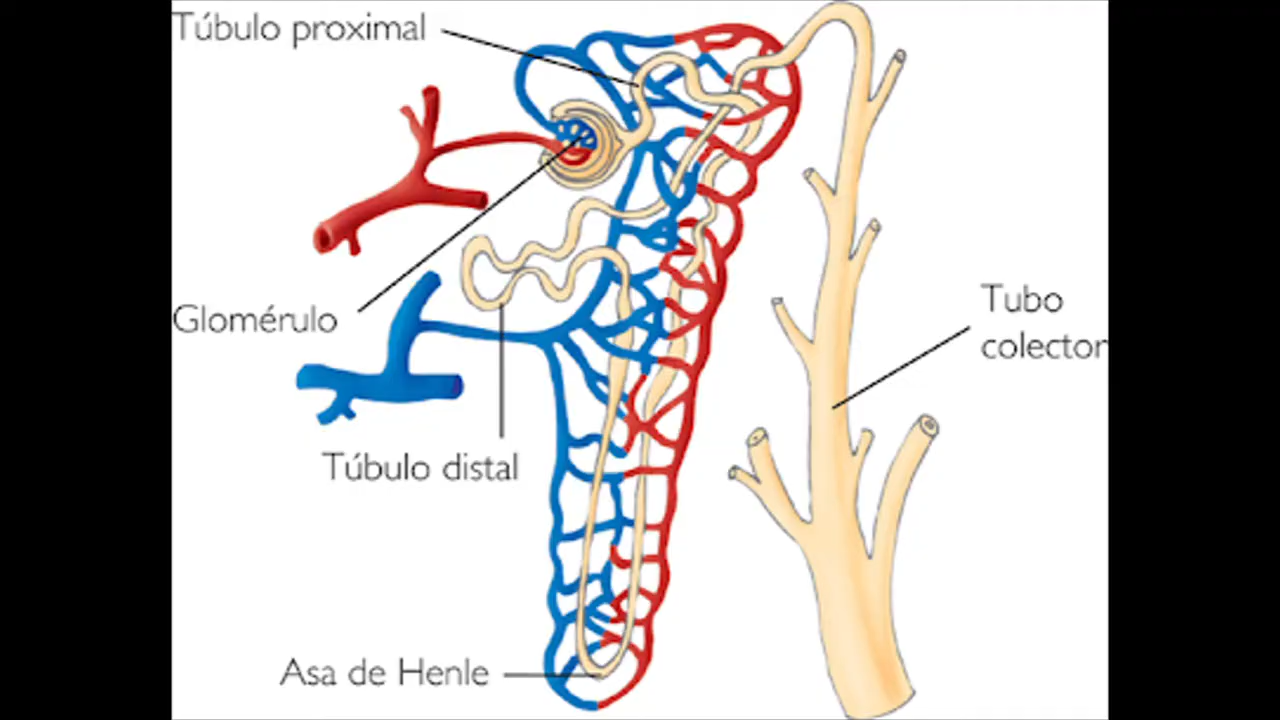 Túbulo proximal
Glomérulo
Tubo
colector
Túbulo distal
Asa de Henle